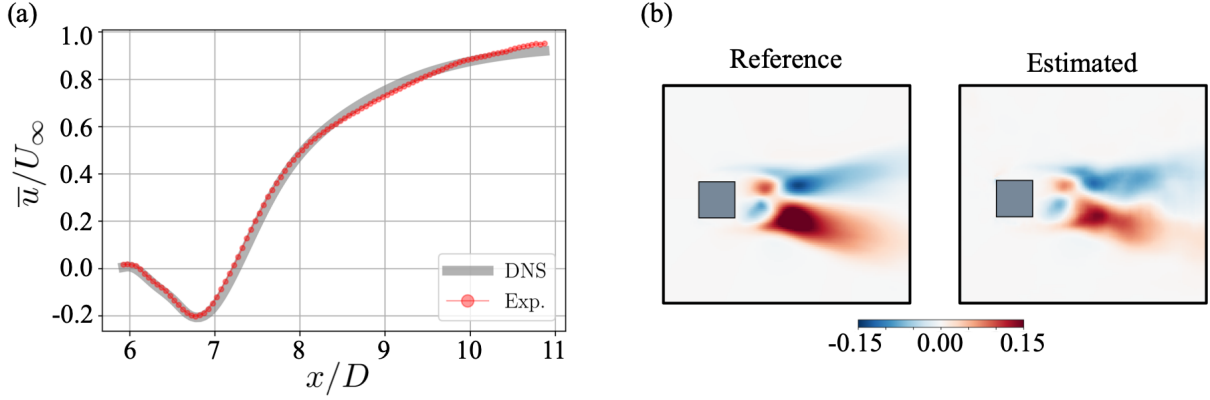 (a)
1.0
0.8
0.6
0.4
0.2
0.0
-0.2
u̅/U∞
6
7
8
9
10
11
x/D
DNS
Exp.
(b)
Reference
Estimated
-0.15 0.00 0.15